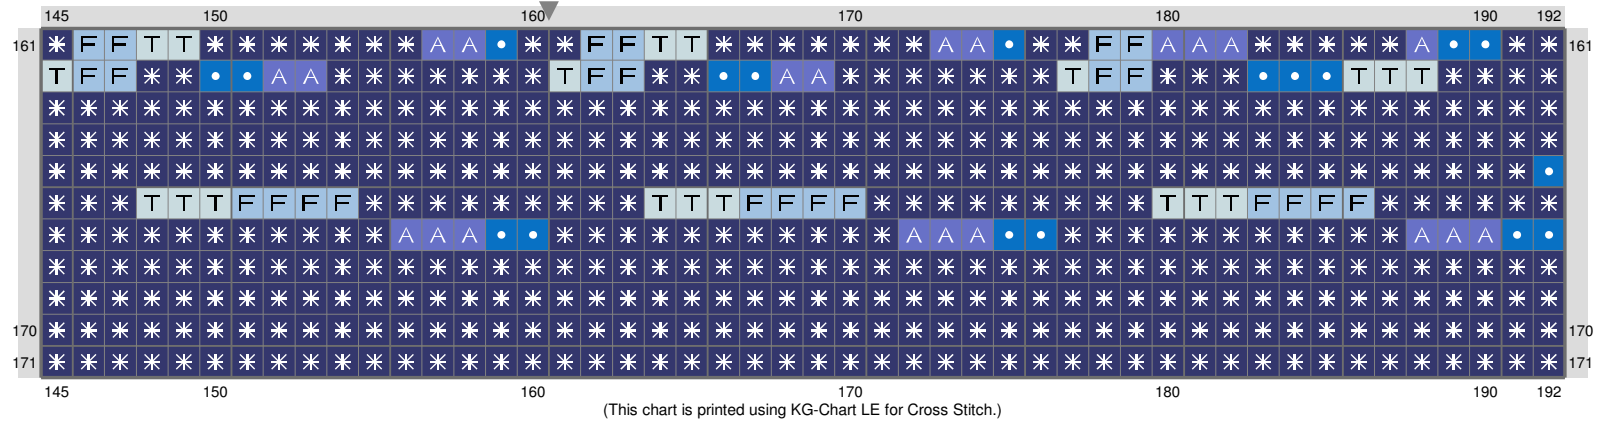 145 150 160 170 180 190 192
161 * F F T T * * * * * * * A A • * * F F T T * * * * * * * A A • * * F F A A A * * * * * A • • * * 161
T F F * * • • A A * * * * * * * T F F * * • • A A * * * * * * * T F F * * * • • • T T T * * * *
* * * * * * * * * * * * * * * * * * * * * * * * * * * * * * * * * * * * * * * * * * * * * * * *
* * * * * * * * * * * * * * * * * * * * * * * * * * * * * * * * * * * * * * * * * * * * * * * *
* * * * * * * * * * * * * * * * * * * * * * * * * * * * * * * * * * * * * * * * * * * * * * * •
* * * T T T F F F F * * * * * * * * * T T T F F F F * * * * * * * * * T T T F F F F * * * * * *
* * * * * * * * * * * A A A • • * * * * * * * * * * * A A A • • * * * * * * * * * * * A A A • •
* * * * * * * * * * * * * * * * * * * * * * * * * * * * * * * * * * * * * * * * * * * * * * * *
* * * * * * * * * * * * * * * * * * * * * * * * * * * * * * * * * * * * * * * * * * * * * * * *
170 * * * * * * * * * * * * * * * * * * * * * * * * * * * * * * * * * * * * * * * * * * * * * * * * 170
171 * * * * * * * * * * * * * * * * * * * * * * * * * * * * * * * * * * * * * * * * * * * * * * * * 171
145 150 160 170 180 190 192
(This chart is printed using KG-Chart LE for Cross Stitch.)